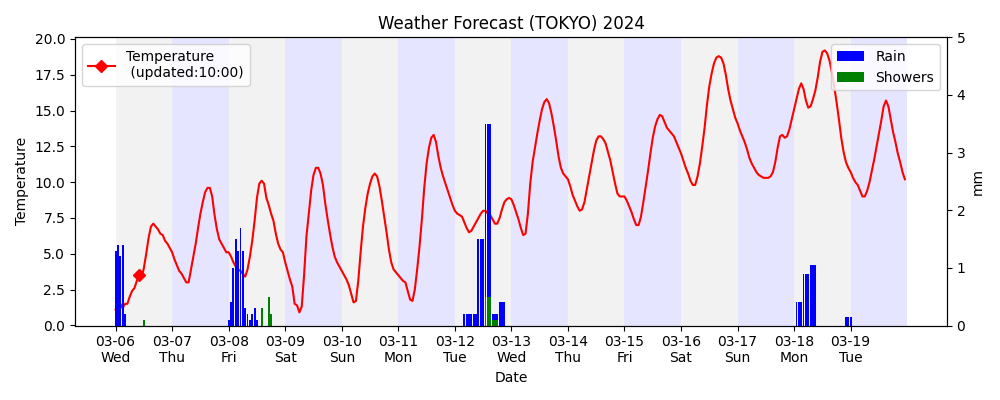 Weather Forecast (TOKYO) 2024
Temperature
(updated:10:00)
Rain
Showers
Temperature
20.0
17.5
15.0
12.5
10.0
7.5
5.0
2.5
0.0
5
4
3
2
1
0
mm
03-06 03-07 03-08 03-09 03-10 03-11 03-12 03-13 03-14 03-15 03-16 03-17 03-18 03-19
Wed Thu Fri Sat Sun Mon Tue Wed Thu Fri Sat Sun Mon Tue
Date